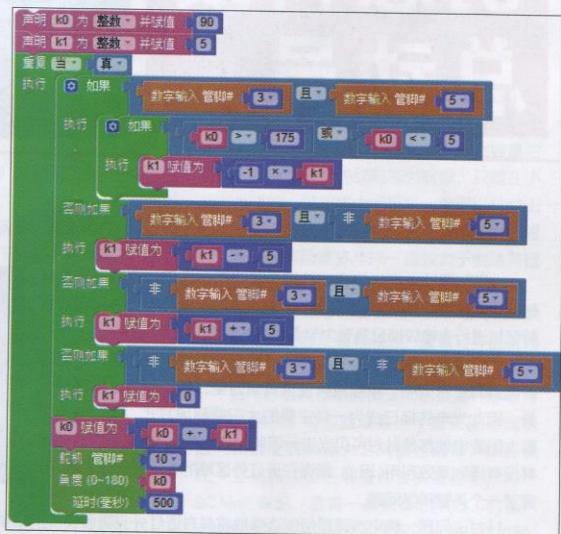 声明 k0 为 整数 并赋值 90
声明 k1 为 整数 并赋值 5
重复 当 真
执行 如果 数字输入 管脚# 3 且 数字输入 管脚# 5
执行 如果 k0 > 175 或 k0 < 5
执行 k1 赋值为 -1 × k1
否则如果 数字输入 管脚# 3 且 非 数字输入 管脚# 5
执行 k1 赋值为 k1 - 5
否则如果 非 数字输入 管脚# 3 且 数字输入 管脚# 5
执行 k1 赋值为 k1 + 5
否则如果 非 数字输入 管脚# 3 且 非 数字输入 管脚# 5
执行 k1 赋值为 0
k0 赋值为 k0 + k1
舵机 管脚# 10
角度 (0~180) k0
延时(毫秒) 500